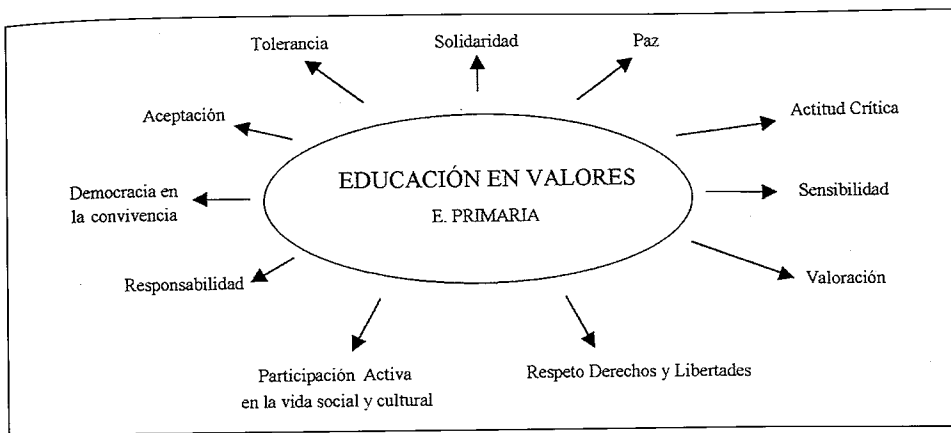 Tolerancia
Solidaridad
Paz
Aceptación
Actitud Crítica
EDUCACIÓN EN VALORES
E. PRIMARIA
Democracia en
la convivencia
Sensibilidad
Responsabilidad
Valoración
Participación Activa
en la vida social y cultural
Respeto Derechos y Libertades